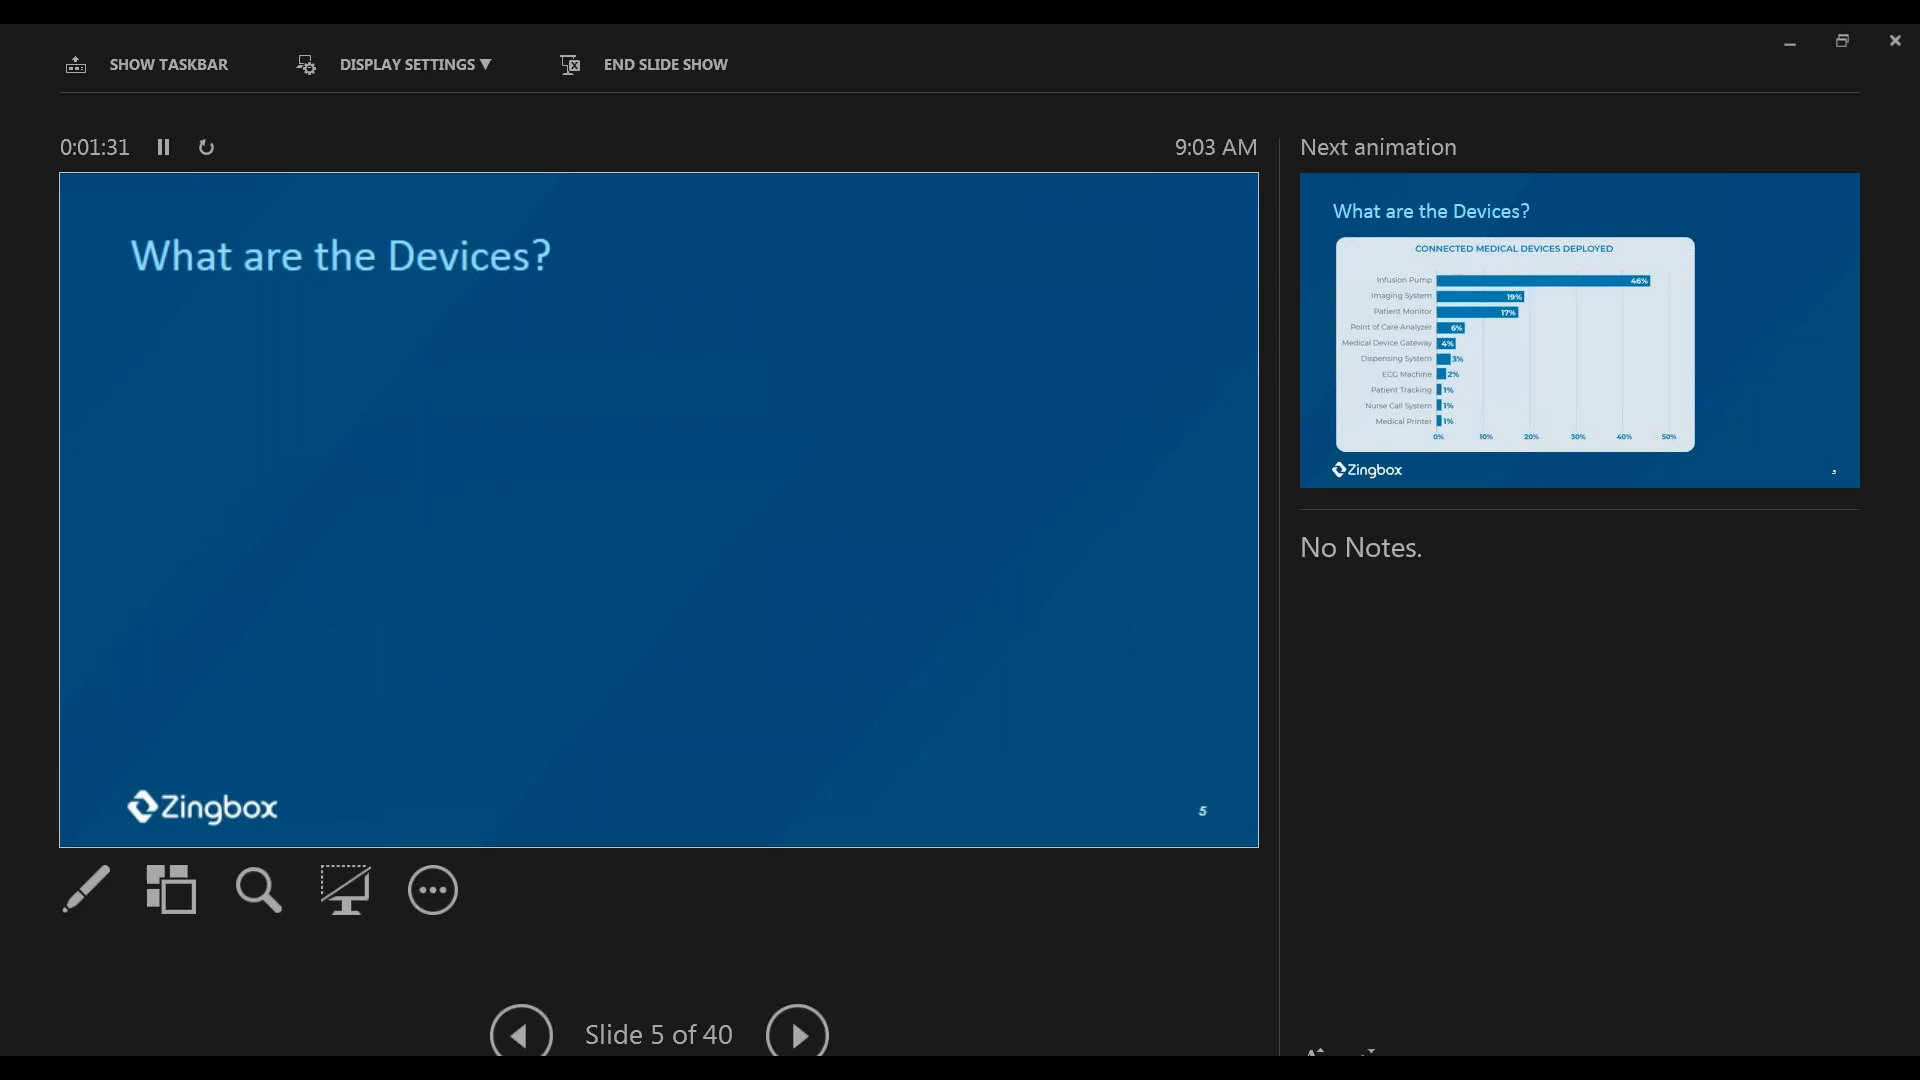 SHOW TASKBAR
DISPLAY SETTINGS ▼
END SLIDE SHOW
0:01:31
9:03 AM
What are the Devices?
Zingbox
5
Slide 5 of 40
Next animation
What are the Devices?
CONNECTED MEDICAL DEVICES DEPLOYED
Infusion Pump 46%
Imaging System 19%
Patient Monitor 17%
Point of Care Analyzer 6%
Medical Device Gateway 4%
Dispensing System 3%
ECG Machine 2%
Patient Tracking 1%
Nurse Call System 1%
Medical Printer 1%
0% 10% 20% 30% 40% 50%
Zingbox
5
No Notes.